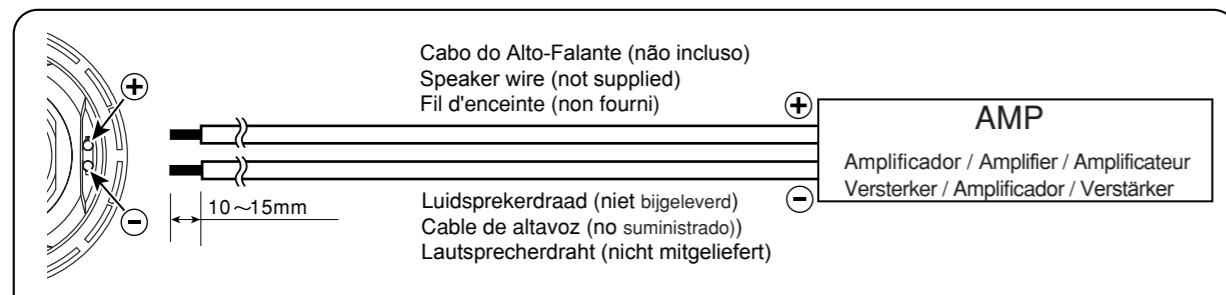 Cabo do Alto-Falante (não incluso)
Speaker wire (not supplied)
Fil d'enceinte (non fourni)
+
+
AMP
Amplificador / Amplifier / Amplificateur
Versterker / Amplificador / Verstärker
−
−
10～15mm
Luidsprekerdraad (niet bijgeleverd)
Cable de altavoz (no suministrado))
Lautsprecherdraht (nicht mitgeliefert)